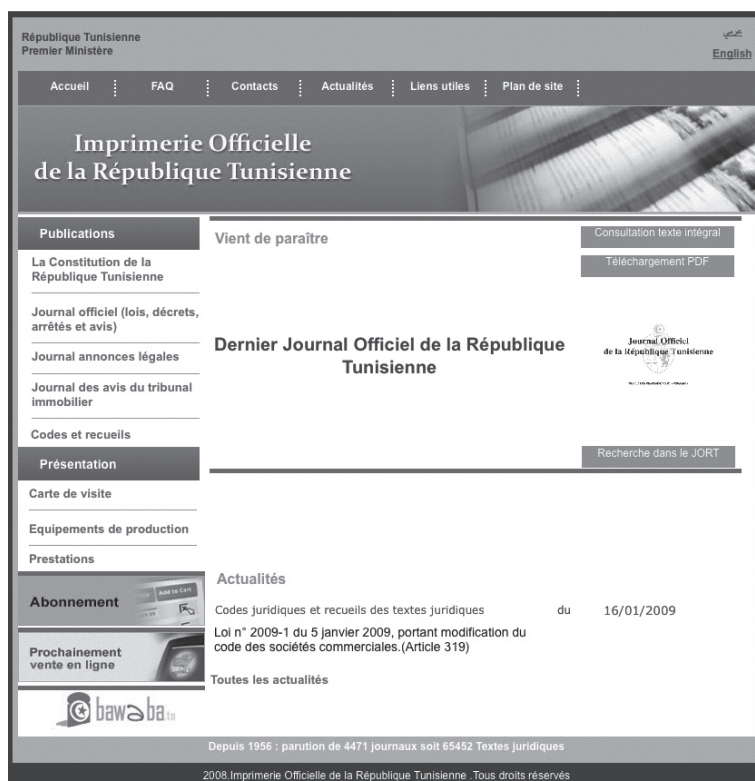 République Tunisienne
Premier Ministère
عربي
English
Accueil
FAQ
Contacts
Actualités
Liens utiles
Plan de site
Imprimerie Officielle
de la République Tunisienne
Publications
La Constitution de la
République Tunisienne
Journal officiel (lois, décrets,
arrêtés et avis)
Journal annonces légales
Journal des avis du tribunal
immobilier
Codes et recueils
Présentation
Carte de visite
Equipements de production
Prestations
Abonnement
Add to Cart
Prochainement
vente en ligne
bawaba.tn
Vient de paraître
Consultation texte intégral
Téléchargement PDF
Dernier Journal Officiel de la République
Tunisienne
Journal Officiel
de la République Tunisienne
Recherche dans le JORT
Actualités
Codes juridiques et recueils des textes juridiques du 16/01/2009
Loi n° 2009-1 du 5 janvier 2009, portant modification du
code des sociétés commerciales.(Article 319)
Toutes les actualités
Depuis 1956 : parution de 4471 journaux soit 65452 Textes juridiques
2008.Imprimerie Officielle de la République Tunisienne .Tous droits réservés